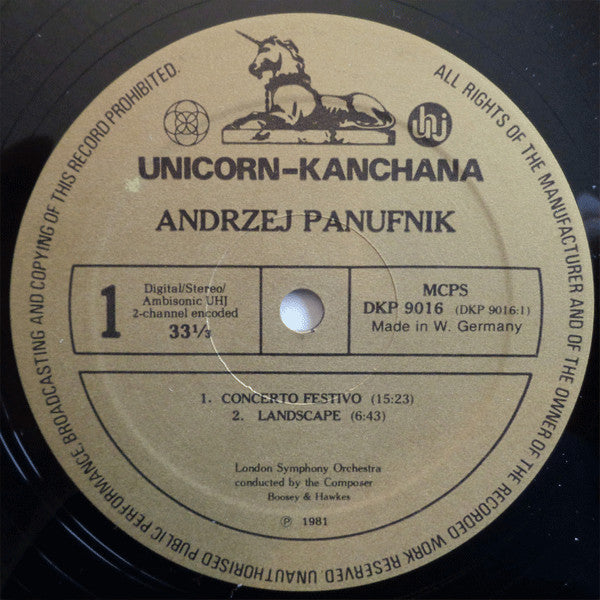 ALL RIGHTS OF THE MANUFACTURER AND OF THE OWNER OF THE RECORDED WORK RESERVED UNAUTHORISED PUBLIC PERFORMANCE, BROADCASTING AND COPYING OF THIS RECORD PROHIBITED.
uhj
UNICORN-KANCHANA
ANDRZEJ PANUFNIK
1
Digital/Stereo/
Ambisonic UHJ
2-channel encoded
33⅓
MCPS
DKP 9016 (DKP 9016:1)
Made in W. Germany
1. CONCERTO FESTIVO (15:23)
2. LANDSCAPE (6:43)
London Symphony Orchestra
conducted by the Composer
Boosey & Hawkes
℗ 1981